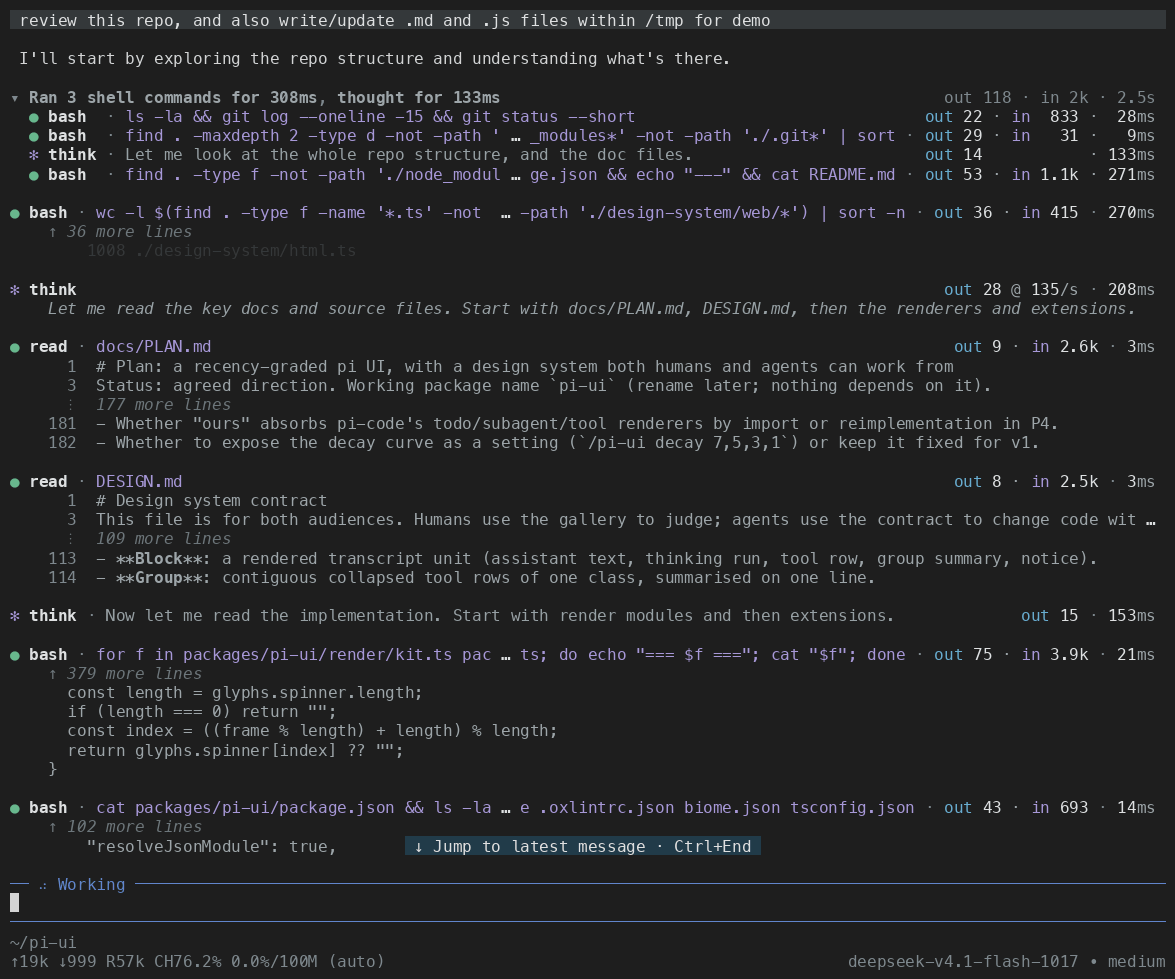 review this repo, and also write/update .md and .js files within /tmp for demo
I'll start by exploring the repo structure and understanding what's there.
▾ Ran 3 shell commands for 308ms, thought for 133ms out 118 · in 2k · 2.5s
● bash · ls -la && git log --oneline -15 && git status --short out 22 · in 833 · 28ms
● bash · find . -maxdepth 2 -type d -not -path ' … _modules*' -not -path './.git*' | sort · out 29 · in 31 · 9ms
✻ think · Let me look at the whole repo structure, and the doc files. out 14 · 133ms
● bash · find . -type f -not -path './node_modul … ge.json && echo "---" && cat README.md · out 53 · in 1.1k · 271ms
● bash · wc -l $(find . -type f -name '*.ts' -not … -path './design-system/web/*') | sort -n · out 36 · in 415 · 270ms
↑ 36 more lines
1008 ./design-system/html.ts
✻ think out 28 @ 135/s · 208ms
Let me read the key docs and source files. Start with docs/PLAN.md, DESIGN.md, then the renderers and extensions.
● read · docs/PLAN.md out 9 · in 2.6k · 3ms
1 # Plan: a recency-graded pi UI, with a design system both humans and agents can work from
3 Status: agreed direction. Working package name `pi-ui` (rename later; nothing depends on it).
⋮ 177 more lines
181 - Whether "ours" absorbs pi-code's todo/subagent/tool renderers by import or reimplementation in P4.
182 - Whether to expose the decay curve as a setting (`/pi-ui decay 7,5,3,1`) or keep it fixed for v1.
● read · DESIGN.md out 8 · in 2.5k · 3ms
1 # Design system contract
3 This file is for both audiences. Humans use the gallery to judge; agents use the contract to change code wit …
⋮ 109 more lines
113 - **Block**: a rendered transcript unit (assistant text, thinking run, tool row, group summary, notice).
114 - **Group**: contiguous collapsed tool rows of one class, summarised on one line.
✻ think · Now let me read the implementation. Start with render modules and then extensions. out 15 · 153ms
● bash · for f in packages/pi-ui/render/kit.ts pac … ts; do echo "=== $f ==="; cat "$f"; done · out 75 · in 3.9k · 21ms
↑ 379 more lines
const length = glyphs.spinner.length;
if (length === 0) return "";
const index = ((frame % length) + length) % length;
return glyphs.spinner[index] ?? "";
}
● bash · cat packages/pi-ui/package.json && ls -la … e .oxlintrc.json biome.json tsconfig.json · out 43 · in 693 · 14ms
↑ 102 more lines
"resolveJsonModule": true, ↓ Jump to latest message · Ctrl+End
Working
~/pi-ui
↑19k ↓999 R57k CH76.2% 0.0%/100M (auto) deepseek-v4.1-flash-1017 • medium